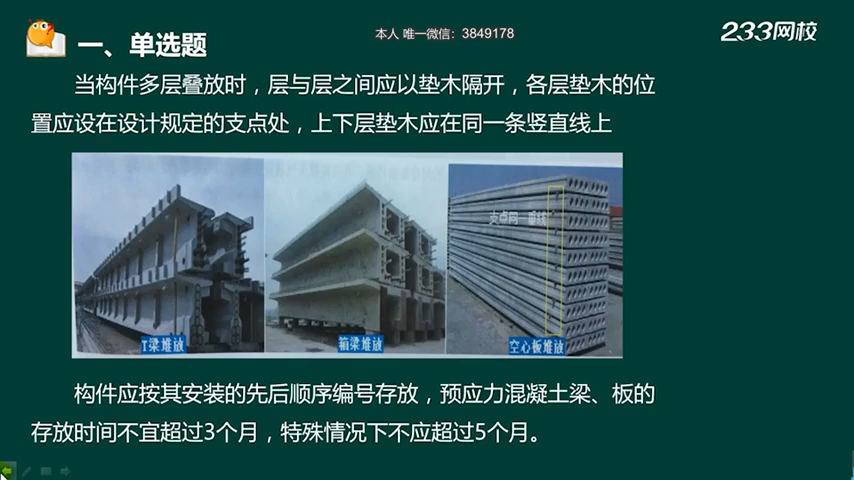 本人 唯一微信：3849178
233网校
一、单选题
当构件多层叠放时，层与层之间应以垫木隔开，各层垫木的位
置应设在设计规定的支点处，上下层垫木应在同一条竖直线上
支点同一垂线
T梁堆放
箱梁堆放
空心板堆放
构件应按其安装的先后顺序编号存放，预应力混凝土梁、板的
存放时间不宜超过3个月，特殊情况下不应超过5个月。